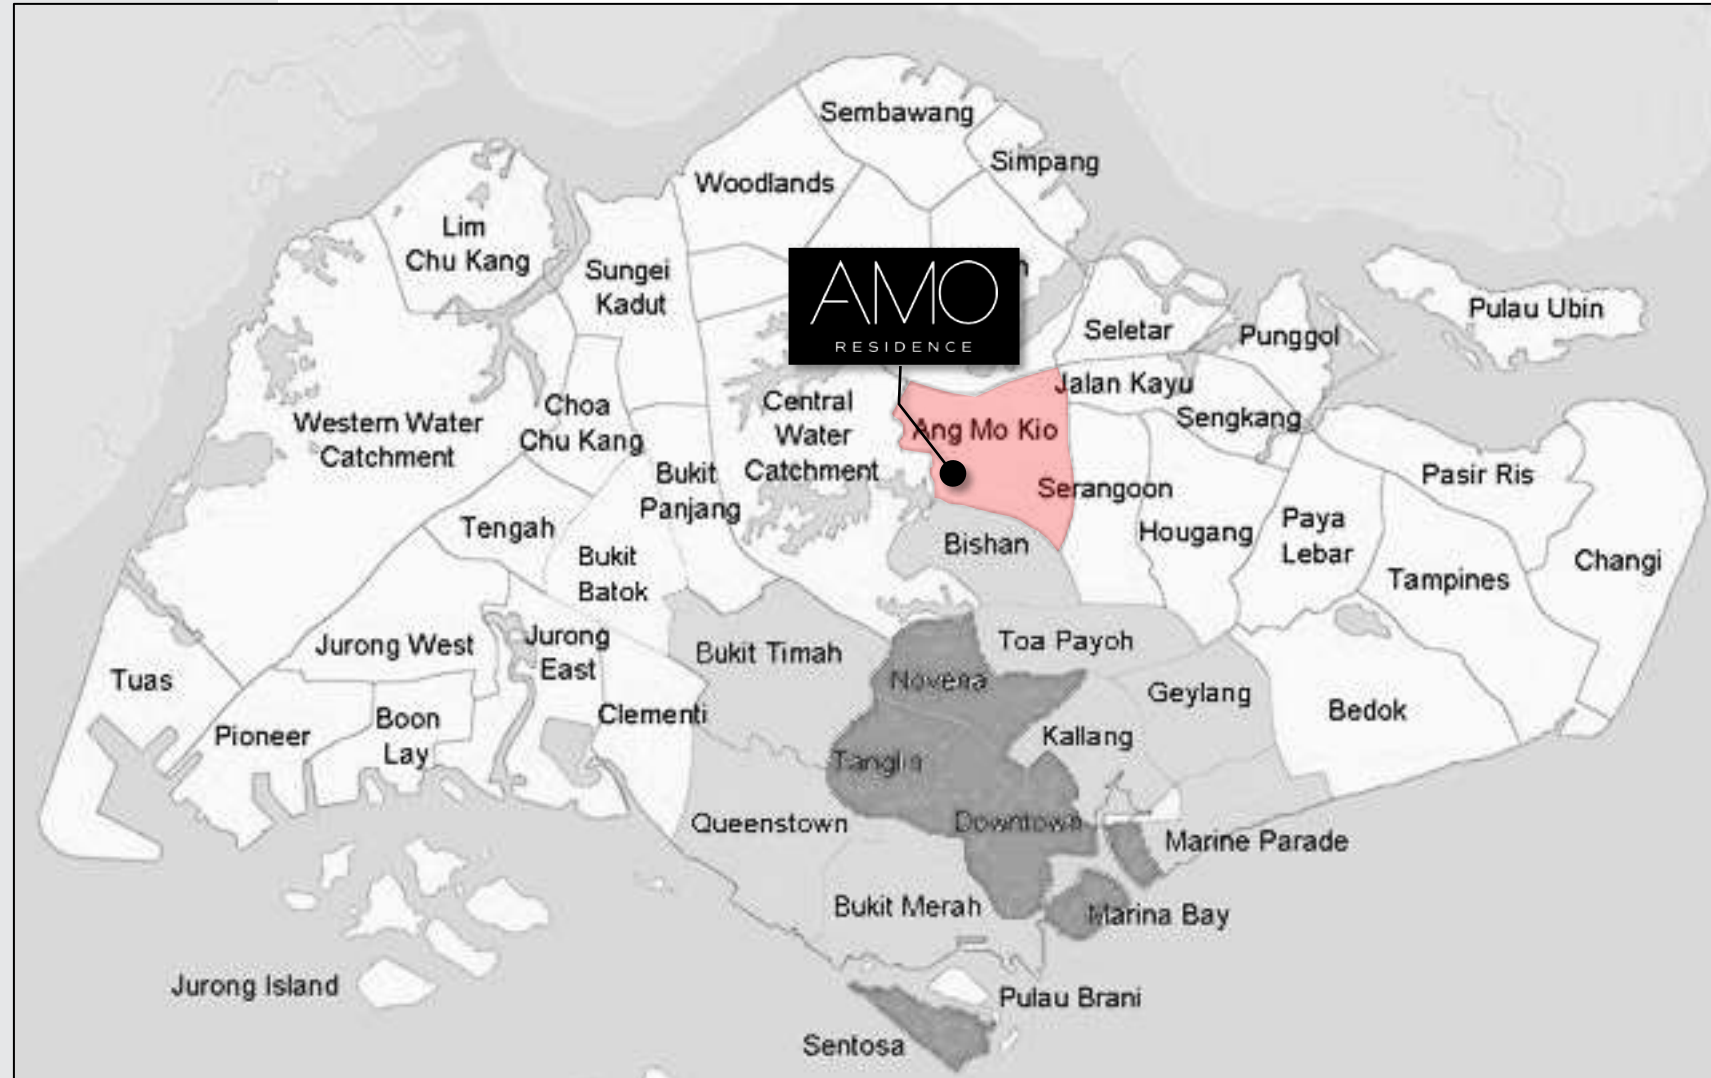 Sembawang
Simpang
Woodlands
Lim
Chu Kang
Sungei
Kadut
AMO
RESIDENCE
Pulau Ubin
Seletar
Punggol
Jalan Kayu
Sengkang
Western Water
Catchment
Choa
Chu Kang
Central
Water
Catchment
Ang Mo Kio
Bukit
Panjang
Serangoon
Pasir Ris
Tengah
Bishan
Hougang
Paya
Lebar
Changi
Bukit
Batok
Tampines
Jurong West
Jurong
East
Bukit Timah
Toa Payoh
Tuas
Novena
Geylang
Pioneer
Boon
Lay
Clementi
Kallang
Bedok
Tanglin
Queenstown
Downtown
Marine Parade
Bukit Merah
Marina Bay
Jurong Island
Pulau Brani
Sentosa